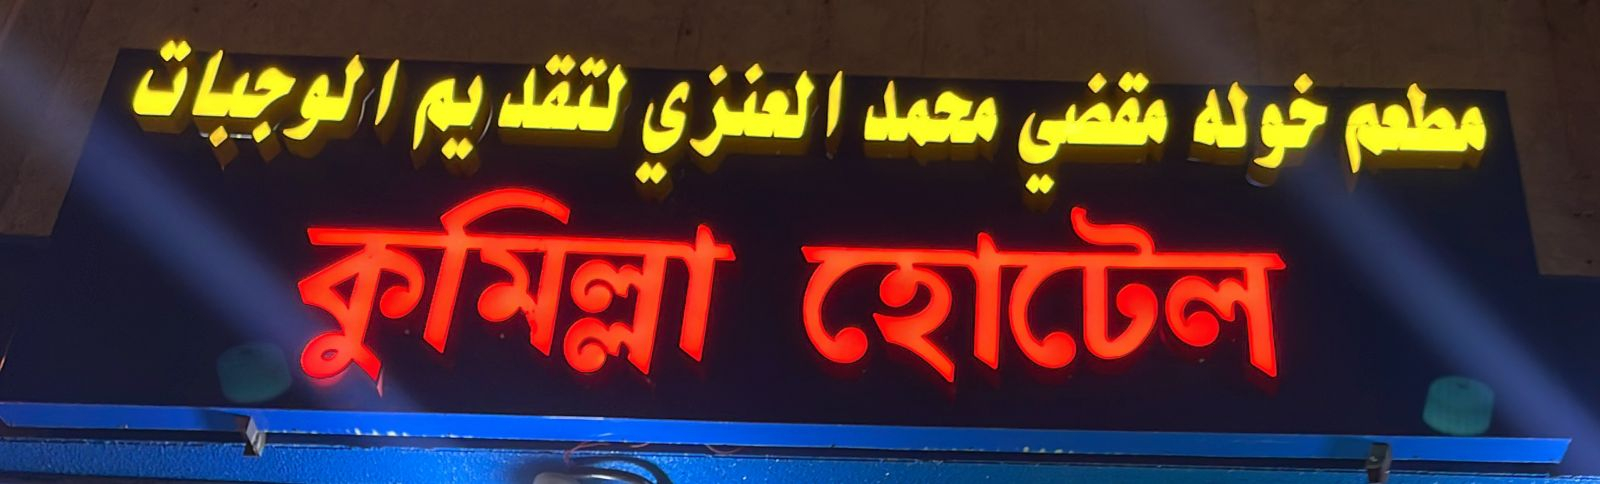 مطعم خوله مقضي محمد العنزي لتقديم الوجبات
কুমিল্লা হোটেল